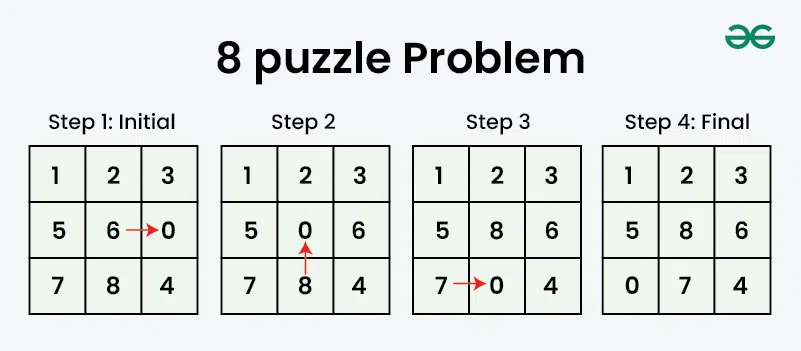 8 puzzle Problem
Step 1: Initial
1 2 3
5 6 0
7 8 4
Step 2
1 2 3
5 0 6
7 8 4
Step 3
1 2 3
5 8 6
7 0 4
Step 4: Final
1 2 3
5 8 6
0 7 4